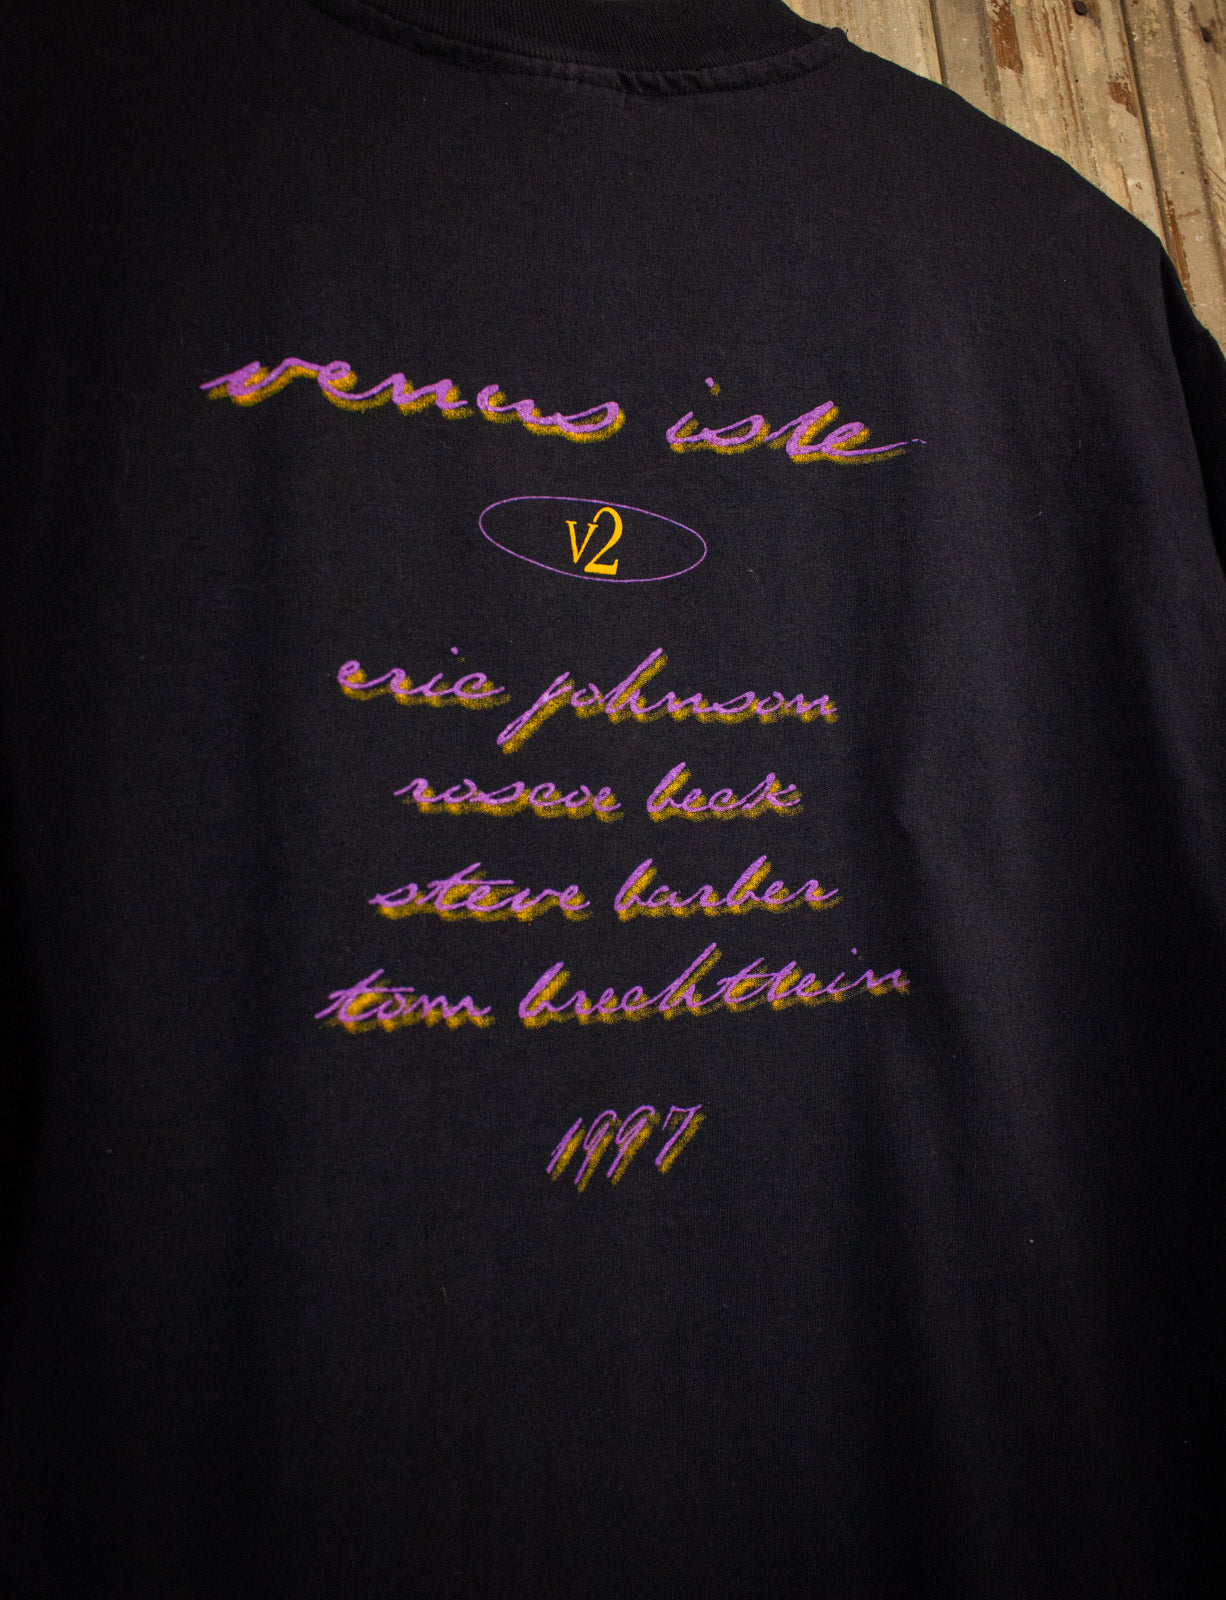 venus isle
v2
eric johnson
roscoe beck
steve barber
tom brechtlein
1997